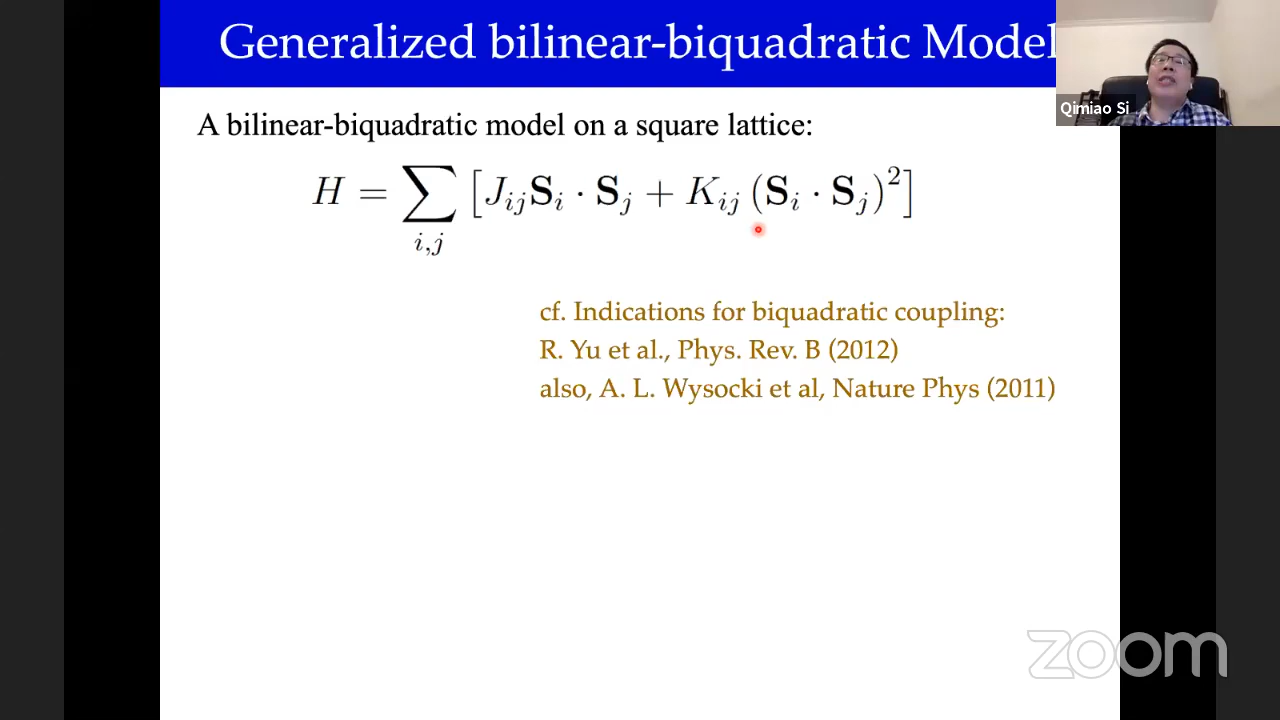 Generalized bilinear-biquadratic Model
Qimiao Si
A bilinear-biquadratic model on a square lattice:
H = ∑_{i,j} [J_{ij} S_i · S_j + K_{ij} (S_i · S_j)^2]
cf. Indications for biquadratic coupling:
R. Yu et al., Phys. Rev. B (2012)
also, A. L. Wysocki et al, Nature Phys (2011)
zoom